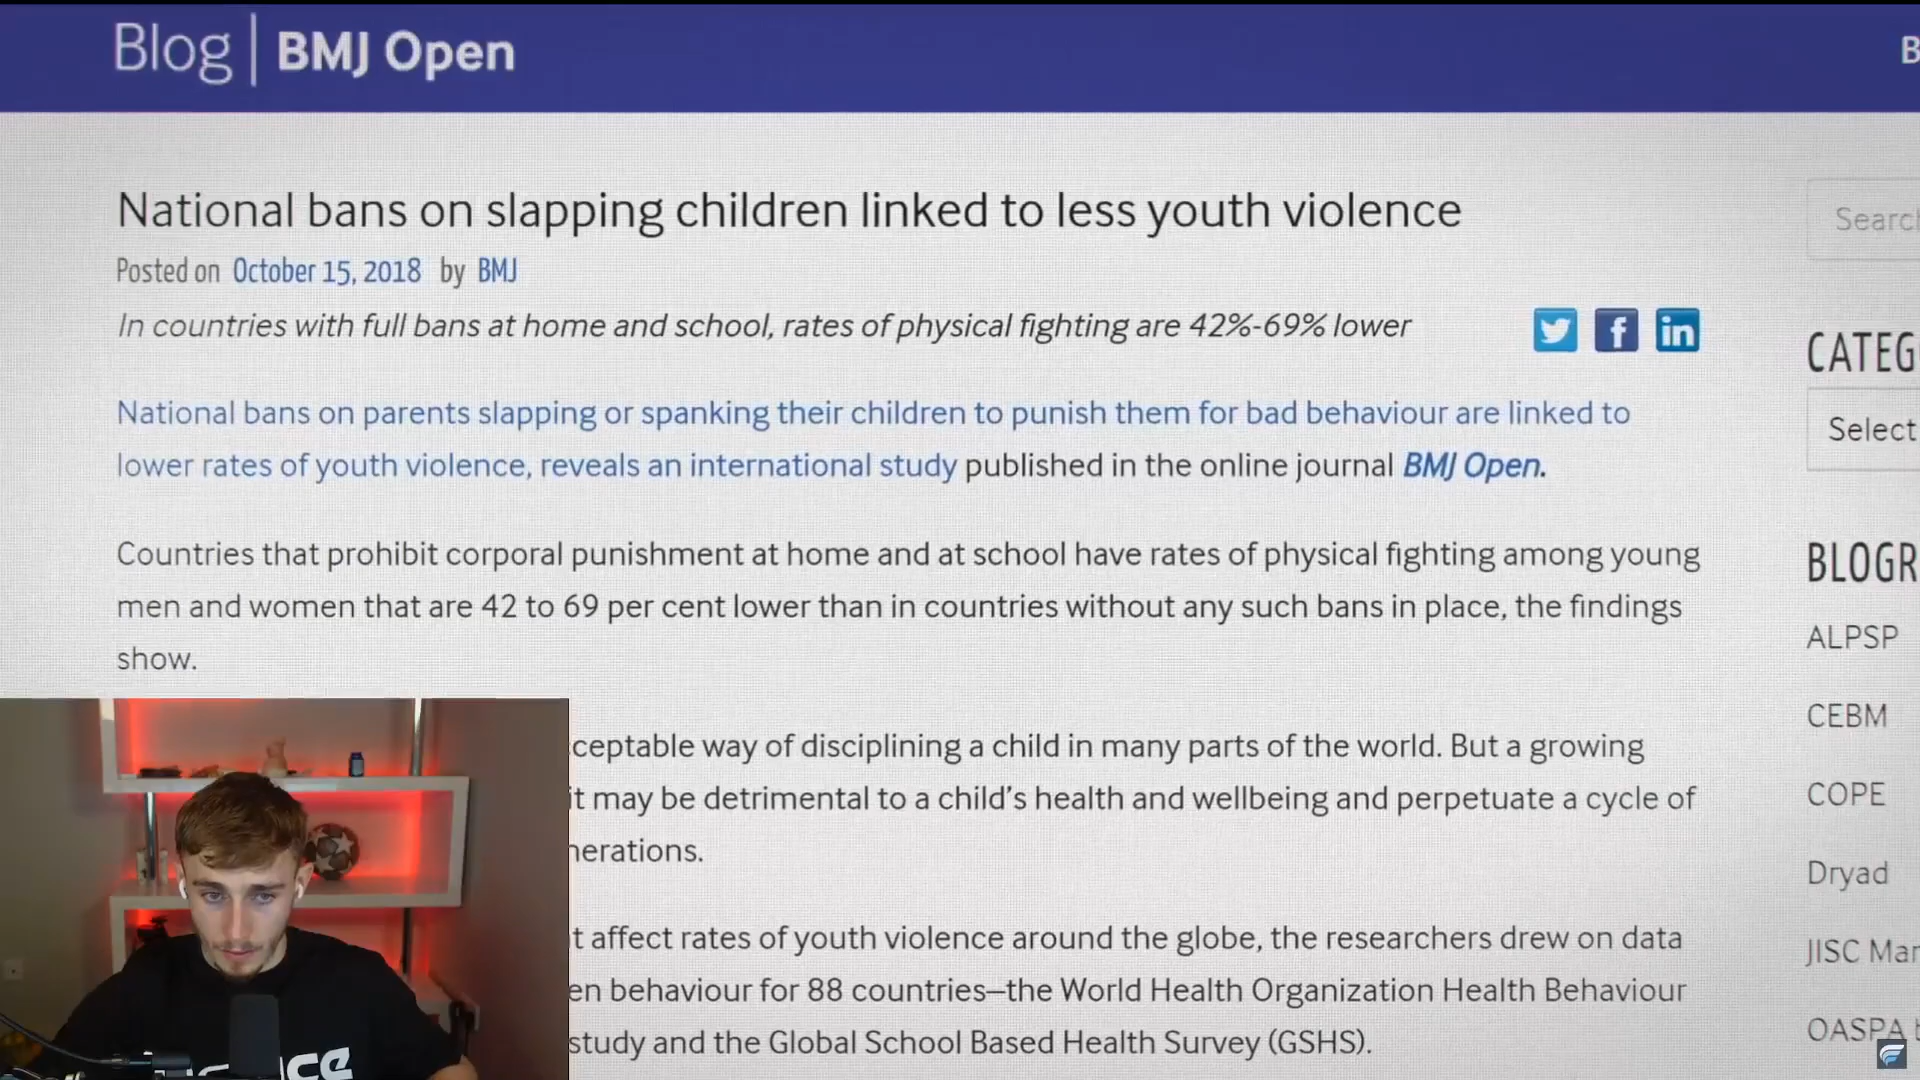 Blog | BMJ Open
B
National bans on slapping children linked to less youth violence
Search
Posted on October 15, 2018 by BMJ
In countries with full bans at home and school, rates of physical fighting are 42%-69% lower
CATEG
National bans on parents slapping or spanking their children to punish them for bad behaviour are linked to
Select
lower rates of youth violence, reveals an international study published in the online journal BMJ Open.
Countries that prohibit corporal punishment at home and at school have rates of physical fighting among young
BLOGR
men and women that are 42 to 69 per cent lower than in countries without any such bans in place, the findings
ALPSP
show.
CEBM
ceptable way of disciplining a child in many parts of the world. But a growing
it may be detrimental to a child's health and wellbeing and perpetuate a cycle of
COPE
nerations.
Dryad
t affect rates of youth violence around the globe, the researchers drew on data
JISC Mar
en behaviour for 88 countries—the World Health Organization Health Behaviour
OASPA
study and the Global School Based Health Survey (GSHS).